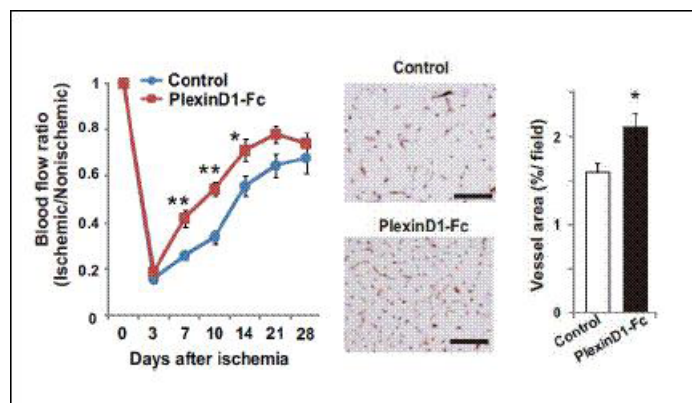 Control
PlexinD1-Fc
Blood flow ratio
(Ischemic/Nonischemic)
1
0.8
0.6
0.4
0.2
0
**
**
*
0 3 7 10 14 21 28
Days after ischemia
Control
PlexinD1-Fc
Vessel area (%/ field)
2
1
0
*
Control
PlexinD1-Fc